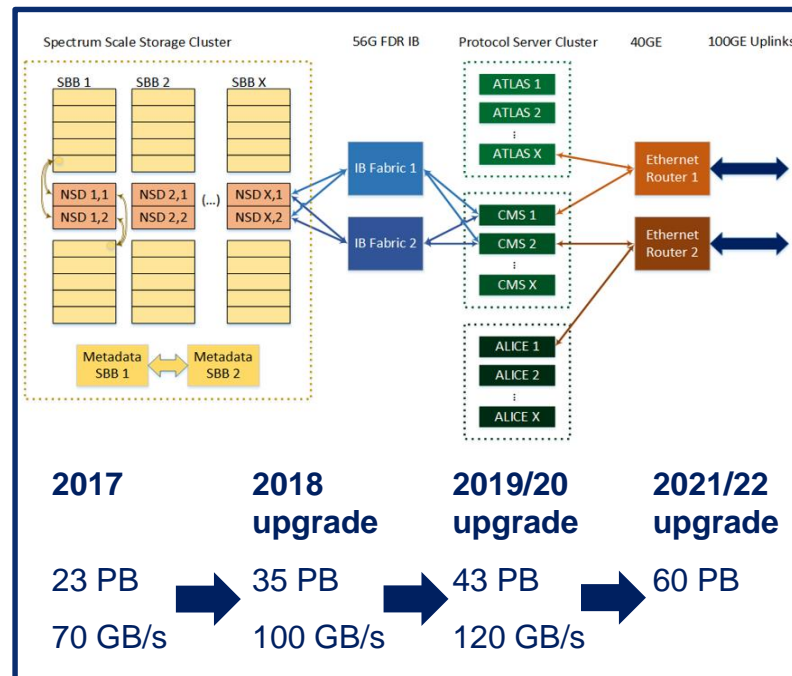 Spectrum Scale Storage Cluster
56G FDR IB
Protocol Server Cluster
40GE
100GE Uplinks
SBB 1
SBB 2
SBB X
NSD 1,1
NSD 1,2
NSD 2,1
NSD 2,2
(...)
NSD X,1
NSD X,2
Metadata
SBB 1
Metadata
SBB 2
IB Fabric 1
IB Fabric 2
ATLAS 1
ATLAS 2
...
ATLAS X
CMS 1
CMS 2
...
CMS X
ALICE 1
ALICE 2
...
ALICE X
Ethernet
Router 1
Ethernet
Router 2
2017
23 PB
70 GB/s
2018
upgrade
35 PB
100 GB/s
2019/20
upgrade
43 PB
120 GB/s
2021/22
upgrade
60 PB